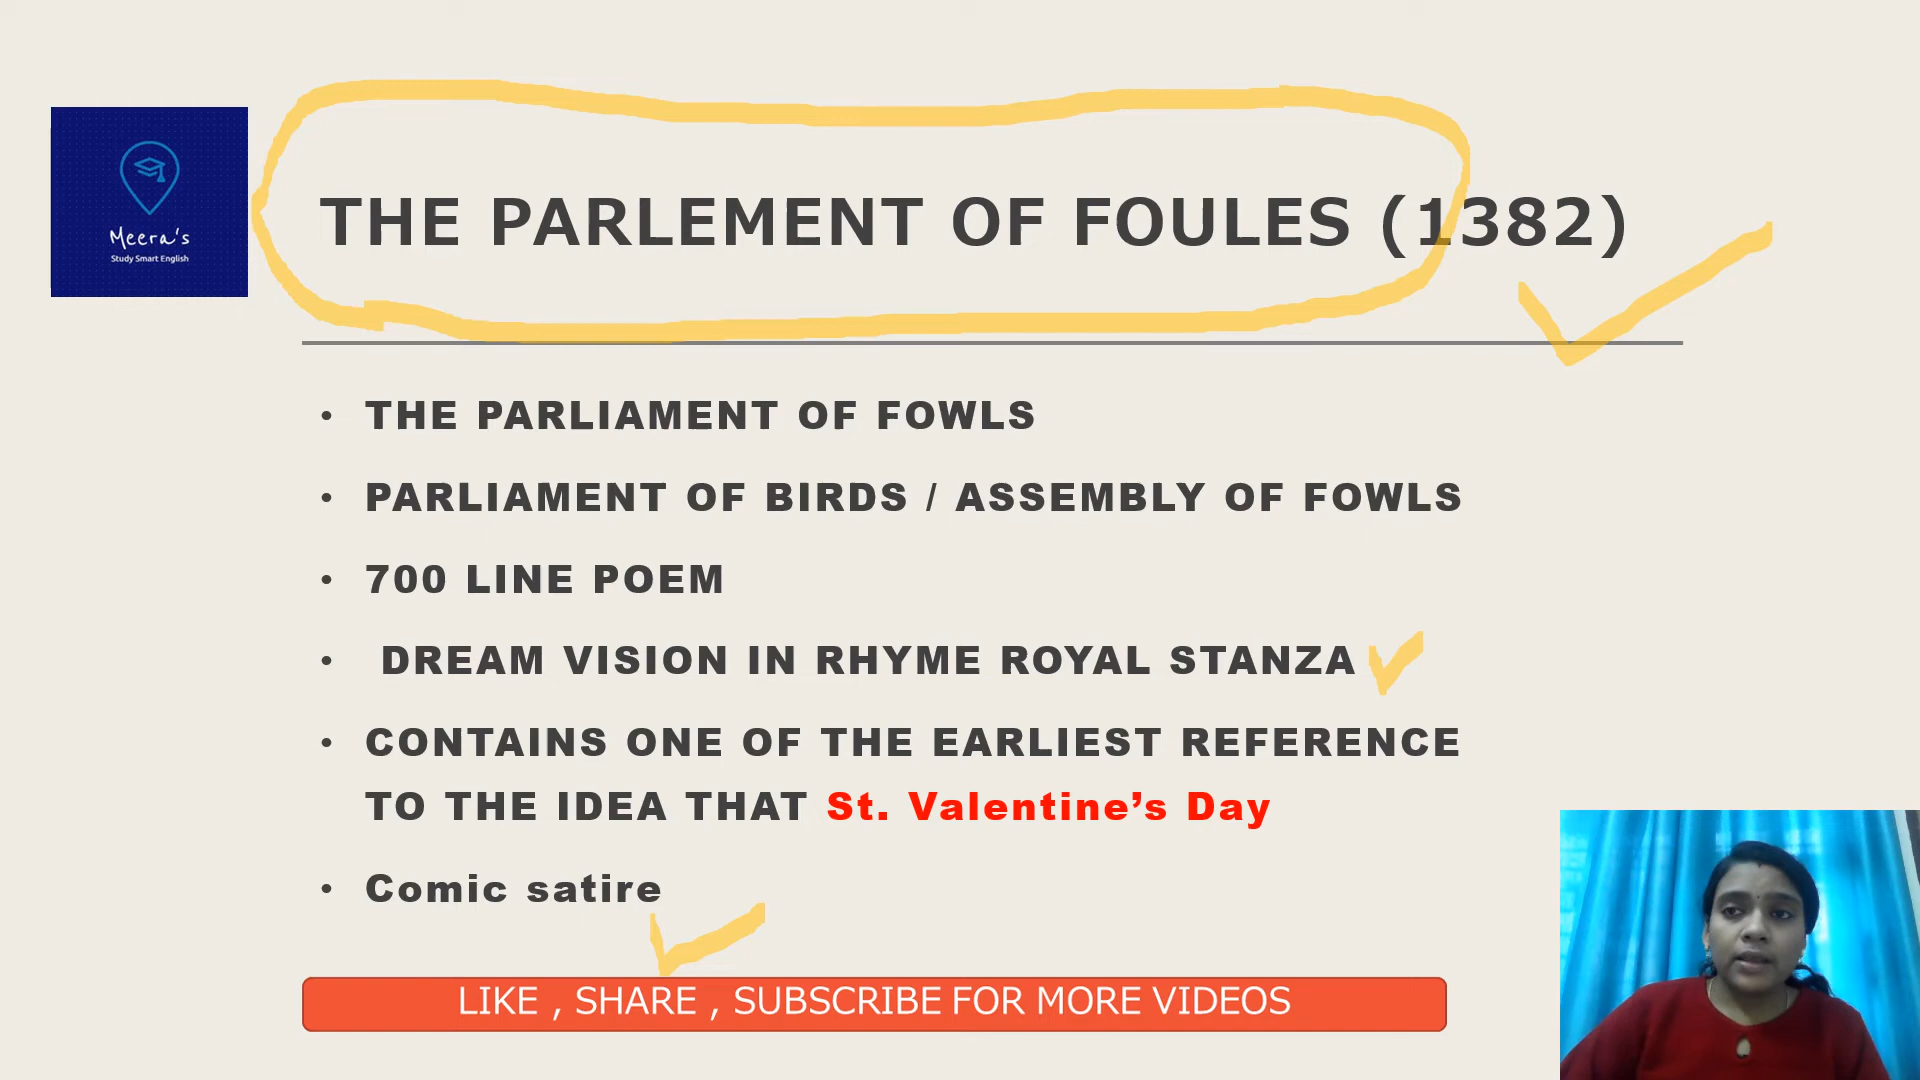 Meera's
Study Smart English
THE PARLEMENT OF FOULES (1382)
• THE PARLIAMENT OF FOWLS
• PARLIAMENT OF BIRDS / ASSEMBLY OF FOWLS
• 700 LINE POEM
• DREAM VISION IN RHYME ROYAL STANZA
• CONTAINS ONE OF THE EARLIEST REFERENCE
TO THE IDEA THAT St. Valentine’s Day
• Comic satire
LIKE , SHARE , SUBSCRIBE FOR MORE VIDEOS